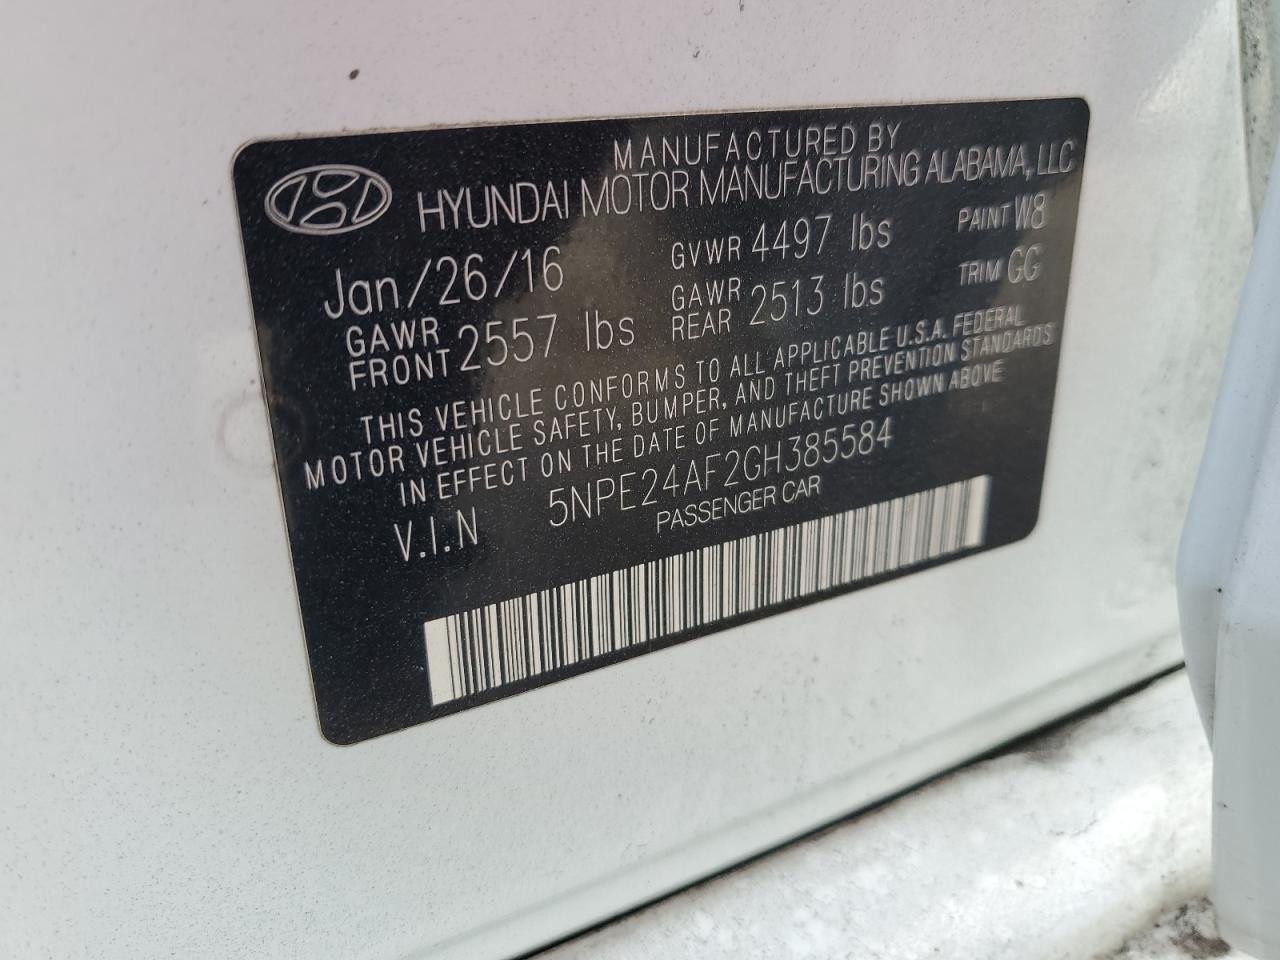 MANUFACTURED BY
HYUNDAI MOTOR MANUFACTURING ALABAMA, LLC
Jan/26/16 GVWR 4497 lbs PAINT W8
GAWR FRONT 2557 lbs GAWR REAR 2513 lbs TRIM GG
THIS VEHICLE CONFORMS TO ALL APPLICABLE U.S.A. FEDERAL
MOTOR VEHICLE SAFETY, BUMPER, AND THEFT PREVENTION STANDARDS
IN EFFECT ON THE DATE OF MANUFACTURE SHOWN ABOVE
V.I.N 5NPE24AF2GH385584
PASSENGER CAR